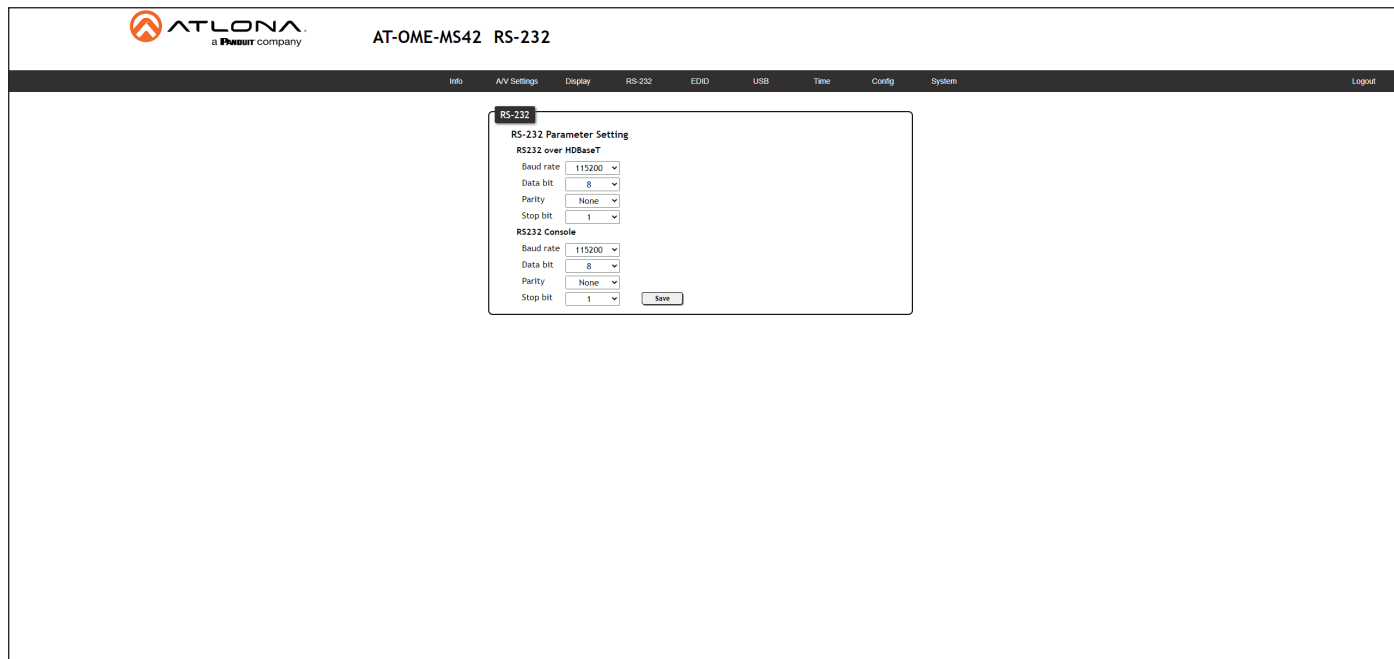 ATLONA.
a PANDUIT company
AT-OME-MS42 RS-232
Info A/V Settings Display RS-232 EDID USB Time Config System Logout
RS-232
RS-232 Parameter Setting
RS232 over HDBaseT
Baud rate 115200
Data bit 8
Parity None
Stop bit 1
RS232 Console
Baud rate 115200
Data bit 8
Parity None
Stop bit 1 Save